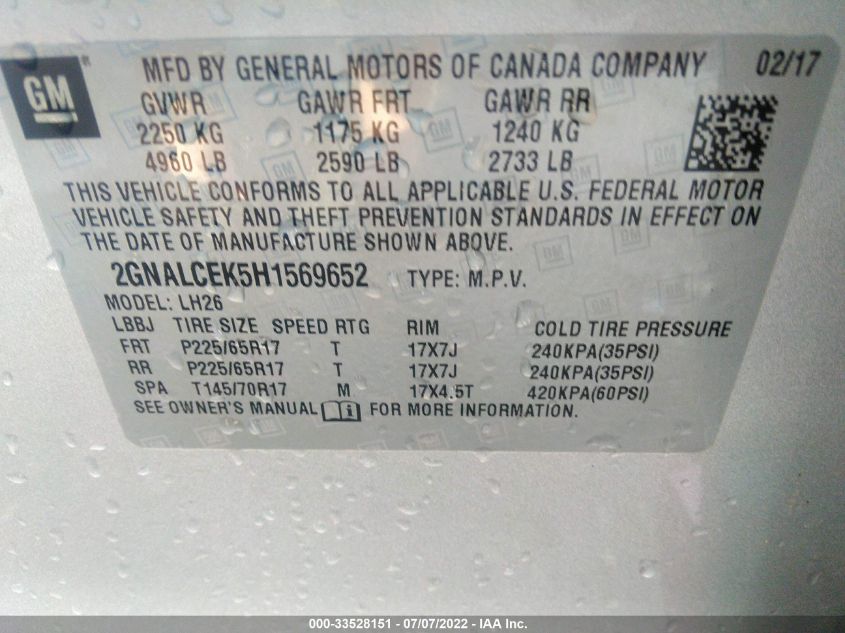 GM ® MFD BY GENERAL MOTORS OF CANADA COMPANY 02/17
GVWR GAWR FRT GAWR RR
2250 KG 1175 KG 1240 KG
4960 LB 2590 LB 2733 LB
THIS VEHICLE CONFORMS TO ALL APPLICABLE U.S. FEDERAL MOTOR
VEHICLE SAFETY AND THEFT PREVENTION STANDARDS IN EFFECT ON
THE DATE OF MANUFACTURE SHOWN ABOVE.
2GNALCEK5H1569652 TYPE: M.P.V.
MODEL: LH26
LBBJ TIRE SIZE SPEED RTG RIM COLD TIRE PRESSURE
FRT P225/65R17 T 17X7J 240KPA(35PSI)
RR P225/65R17 T 17X7J 240KPA(35PSI)
SPA T145/70R17 M 17X4.5T 420KPA(60PSI)
SEE OWNER'S MANUAL FOR MORE INFORMATION.
000-33528151 - 07/07/2022 - IAA Inc.